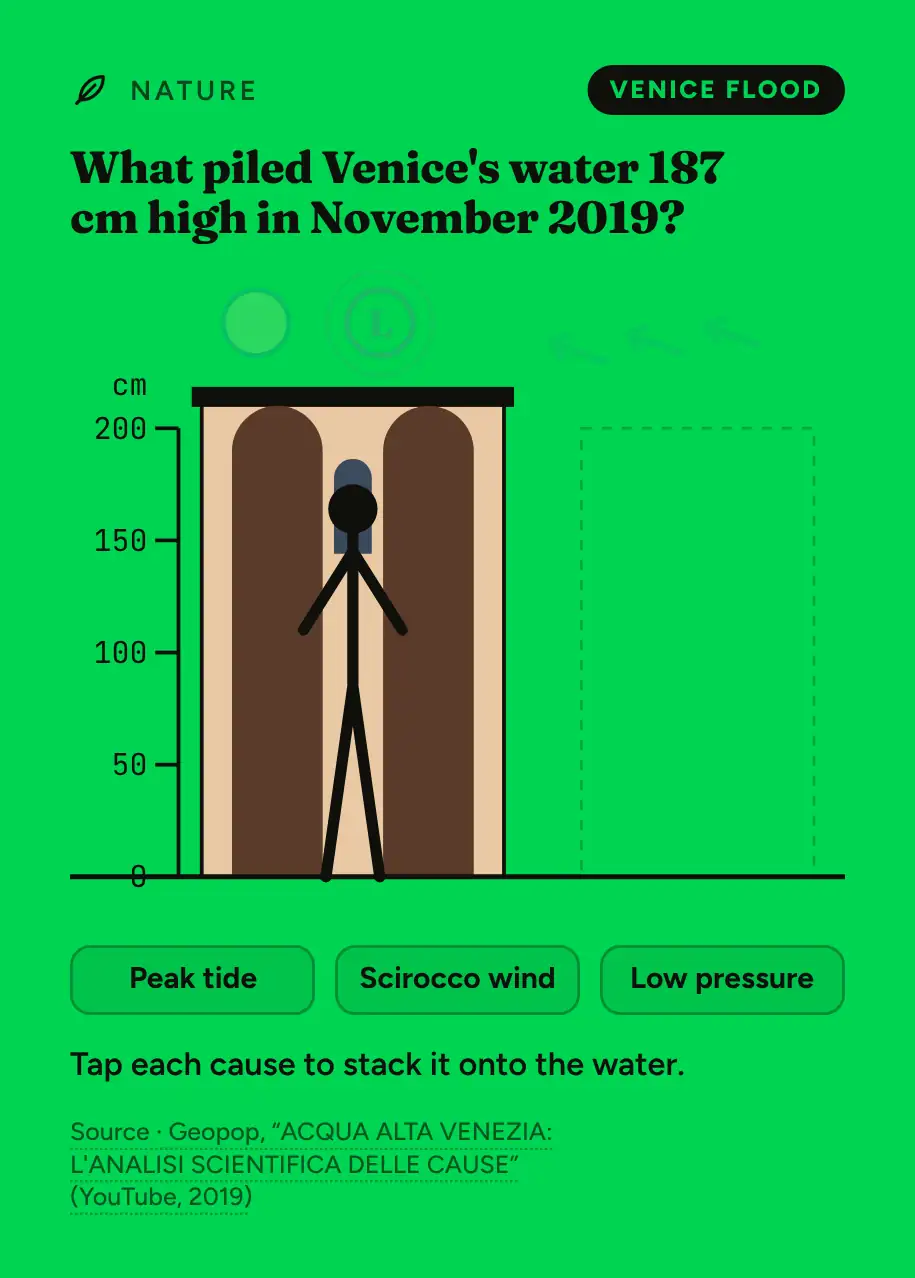 NATURE
VENICE FLOOD
What piled Venice's water 187
cm high in November 2019?
L
cm
200
150
100
50
0
Peak tide
Scirocco wind
Low pressure
Tap each cause to stack it onto the water.
Source · Geopop, “ACQUA ALTA VENEZIA:
L'ANALISI SCIENTIFICA DELLE CAUSE”
(YouTube, 2019)